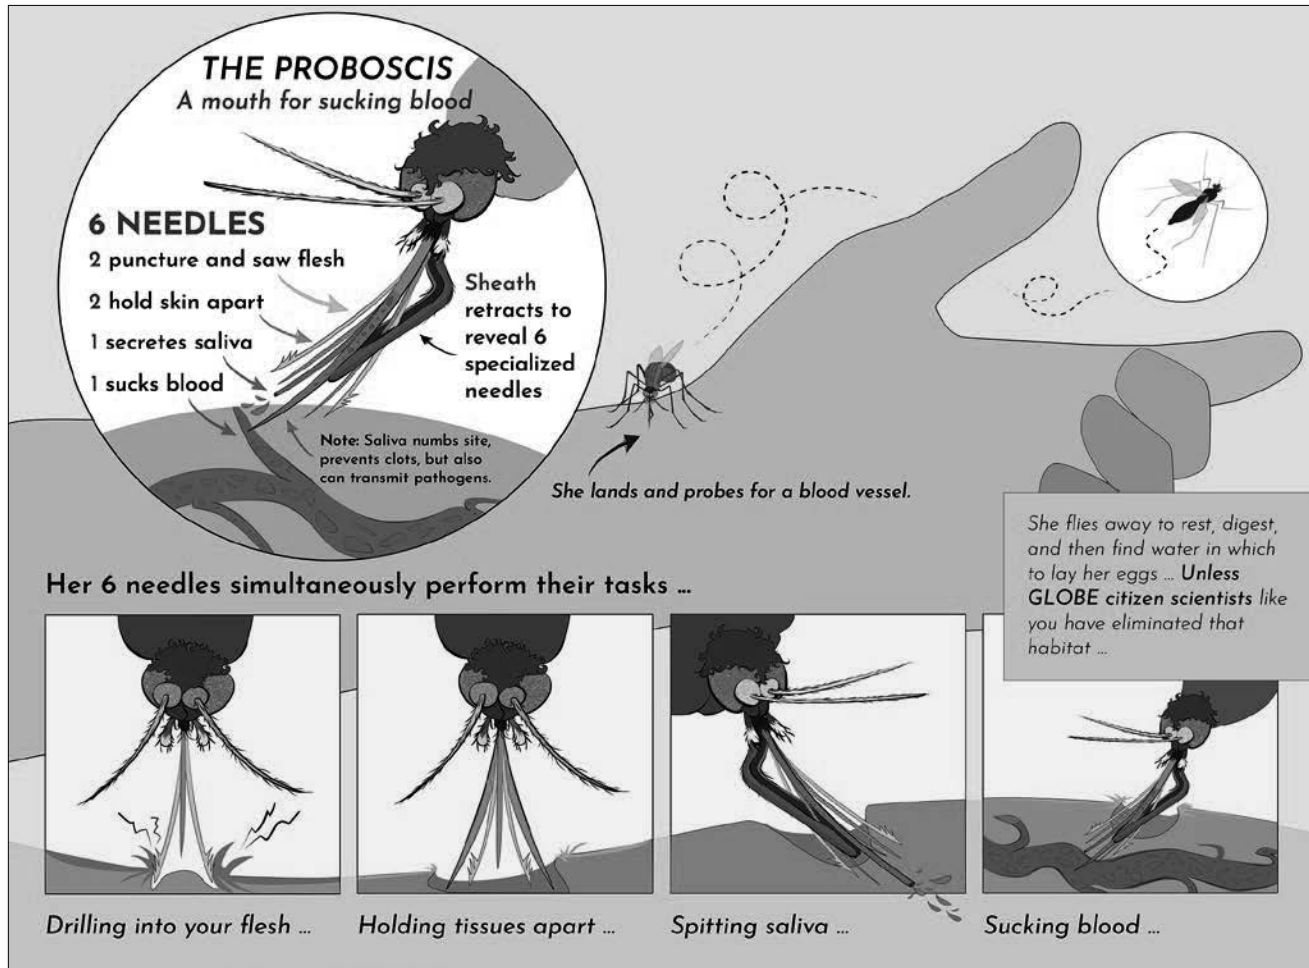 THE PROBOSCIS
A mouth for sucking blood
6 NEEDLES
2 puncture and saw flesh
2 hold skin apart
1 secretes saliva
1 sucks blood
Sheath
retracts to
reveal 6
specialized
needles
Note: Saliva numbs site,
prevents clots, but also
can transmit pathogens.
She lands and probes for a blood vessel.
She flies away to rest, digest,
and then find water in which
to lay her eggs ... Unless
GLOBE citizen scientists like
you have eliminated that
habitat ...
Her 6 needles simultaneously perform their tasks ...
Drilling into your flesh ...
Holding tissues apart ...
Spitting saliva ...
Sucking blood ...